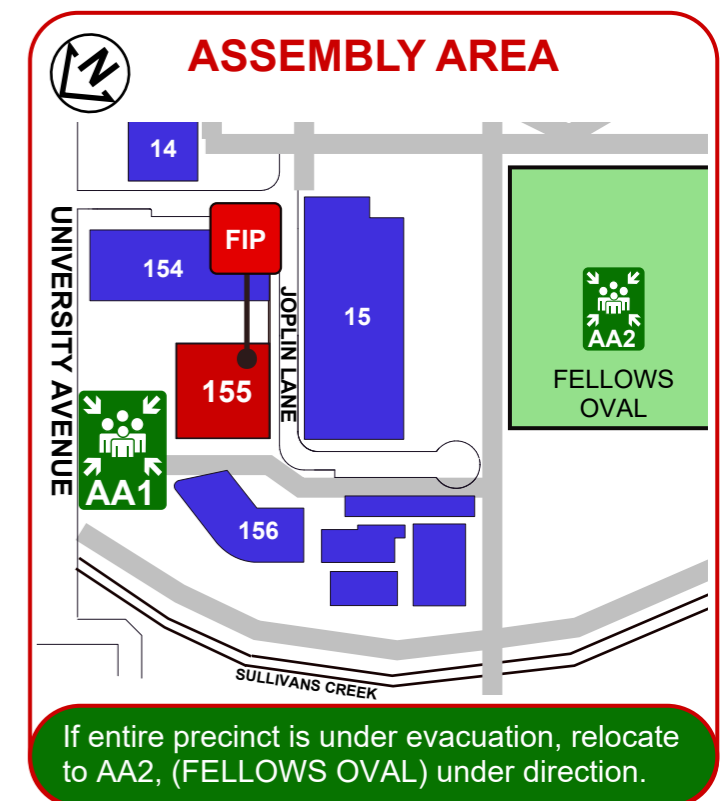 N
ASSEMBLY AREA
14
UNIVERSITY AVENUE
154
FIP
JOPLIN LANE
15
AA2
FELLOWS
OVAL
155
AA1
156
SULLIVANS CREEK
If entire precinct is under evacuation, relocate
to AA2, (FELLOWS OVAL) under direction.